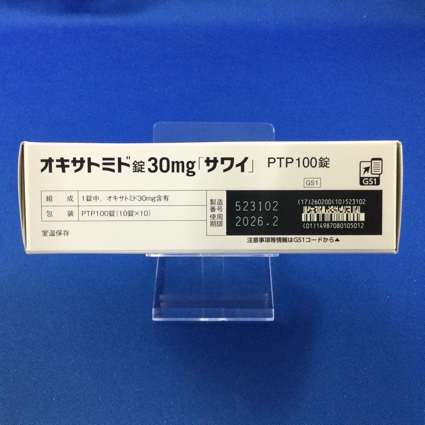 オキサトミド錠30mg「サワイ」 PTP100錠
GS1
GS1
組 成 1錠中、オキサトミド30mg含有
包 装 PTP100錠(10錠×10)
室温保存
製造番号 523102
使用期限 2026.2
(17)260200(10)523102
(01)14987080105012
注意事項等情報はGS1コードから▲